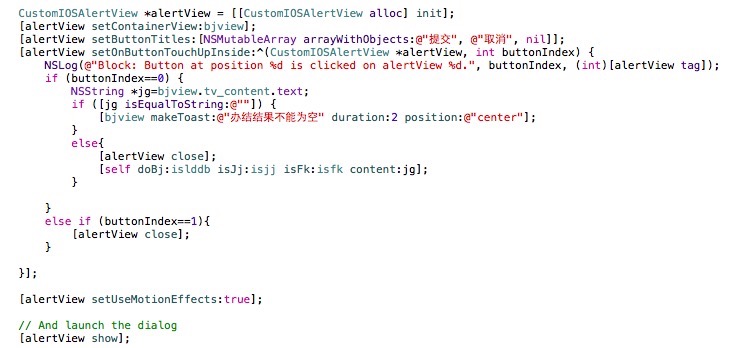 CustomIOSAlertView *alertView = [[CustomIOSAlertView alloc] init];
[alertView setContainerView:bjview];
[alertView setButtonTitles:[NSMutableArray arrayWithObjects:@"提交", @"取消", nil]];
[alertView setOnButtonTouchUpInside:^(CustomIOSAlertView *alertView, int buttonIndex) {
NSLog(@"Block: Button at position %d is clicked on alertView %d.", buttonIndex, (int)[alertView tag]);
if (buttonIndex==0) {
NSString *jg=bjview.tv_content.text;
if ([jg isEqualToString:@""]) {
[bjview makeToast:@"办结结果不能为空" duration:2 position:@"center"];
}
else{
[alertView close];
[self doBj:islddb isJj:isjj isFk:isfk content:jg];
}
}
else if (buttonIndex==1){
[alertView close];
}
}];
[alertView setUseMotionEffects:true];
// And launch the dialog
[alertView show];